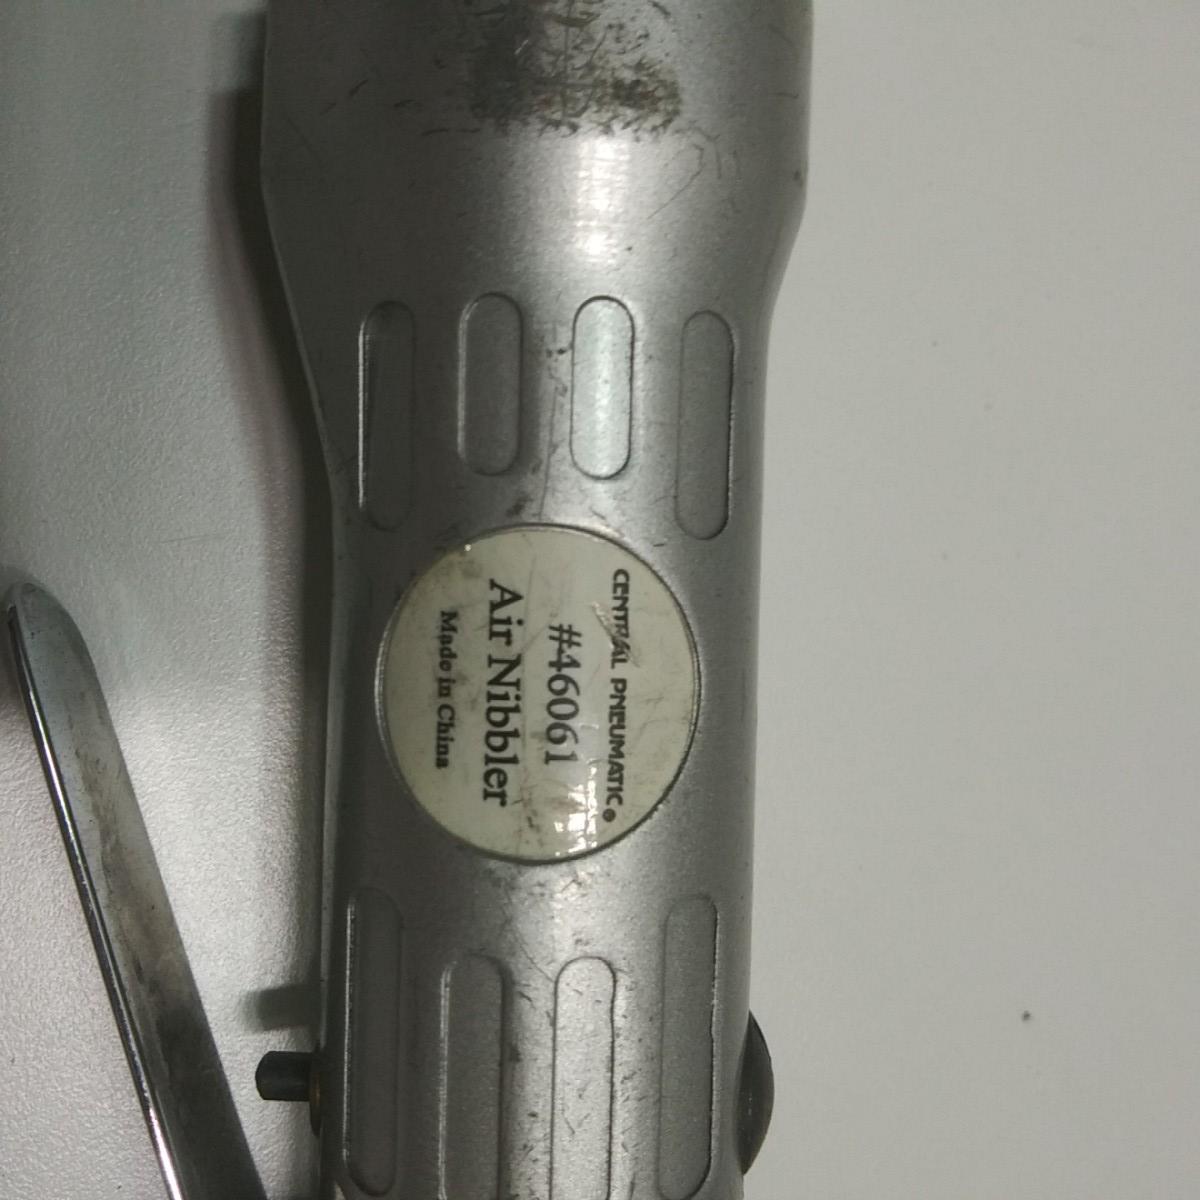 CENTRAL PNEUMATIC®
#46061
Air Nibbler
Made in China